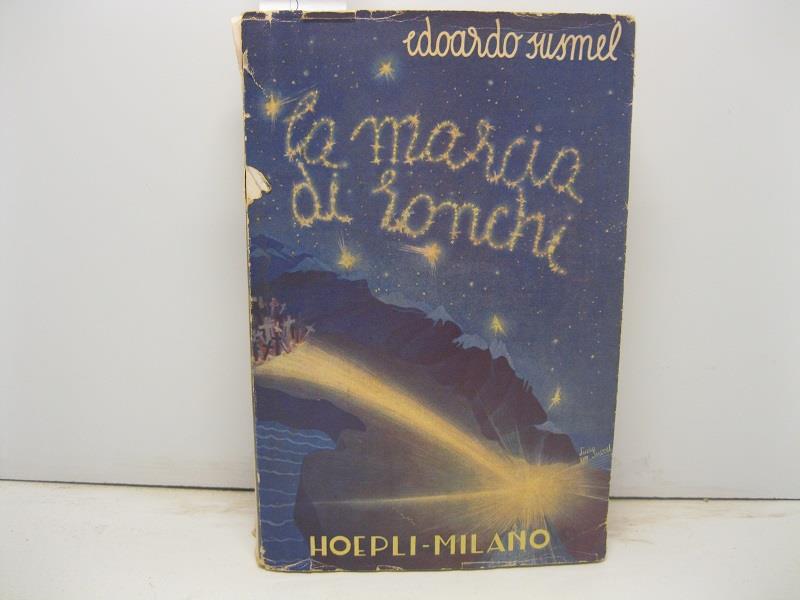 edoardo susmel
la marcia
di ronchi
HOEPLI-MILANO